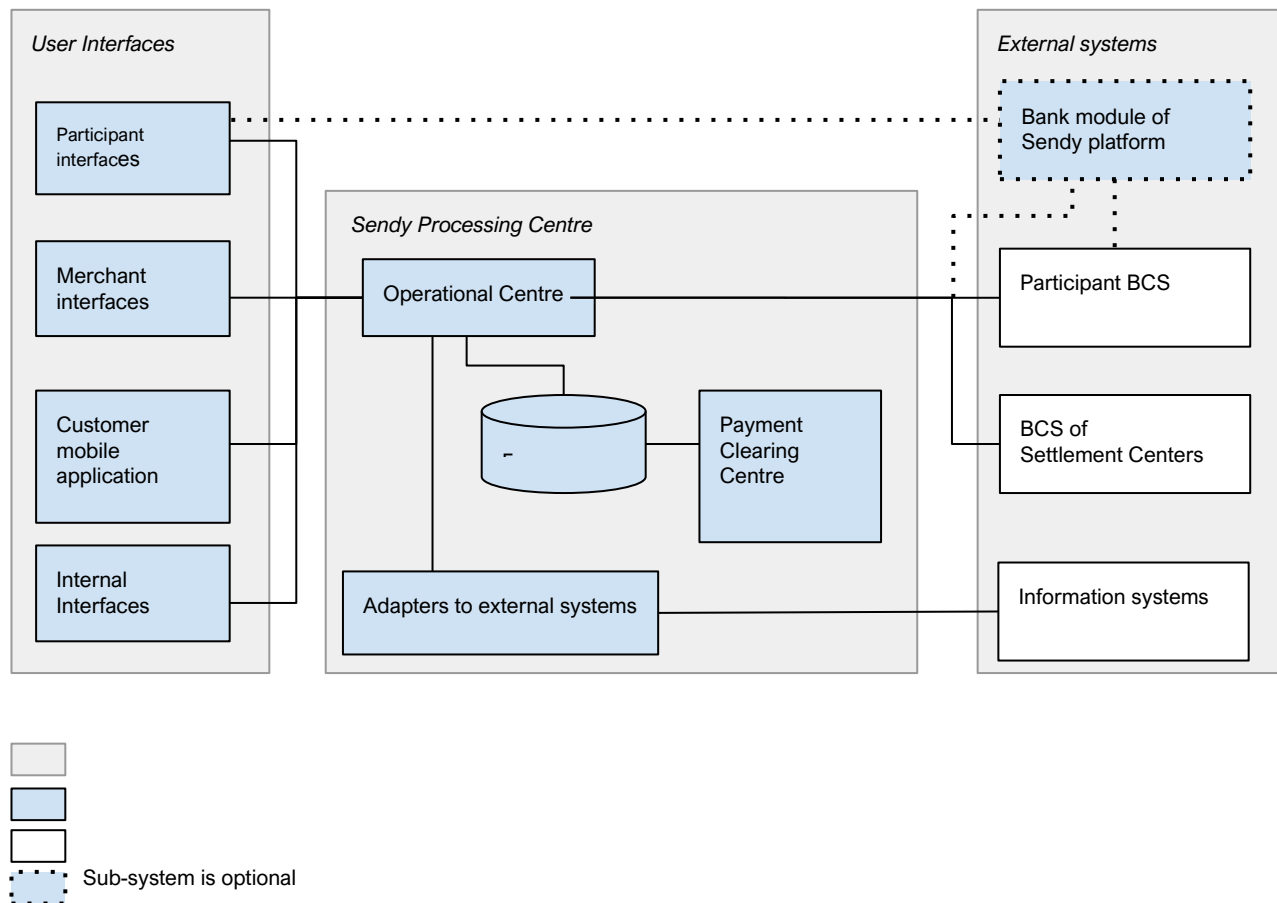 User Interfaces
Participant
interfaces
Merchant
interfaces
Customer
mobile
application
Internal
Interfaces
Sendy Processing Centre
Operational Centre
Payment
Clearing
Centre
Adapters to external systems
External systems
Bank module of
Sendy platform
Participant BCS
BCS of
Settlement Centers
Information systems
Sub-system is optional